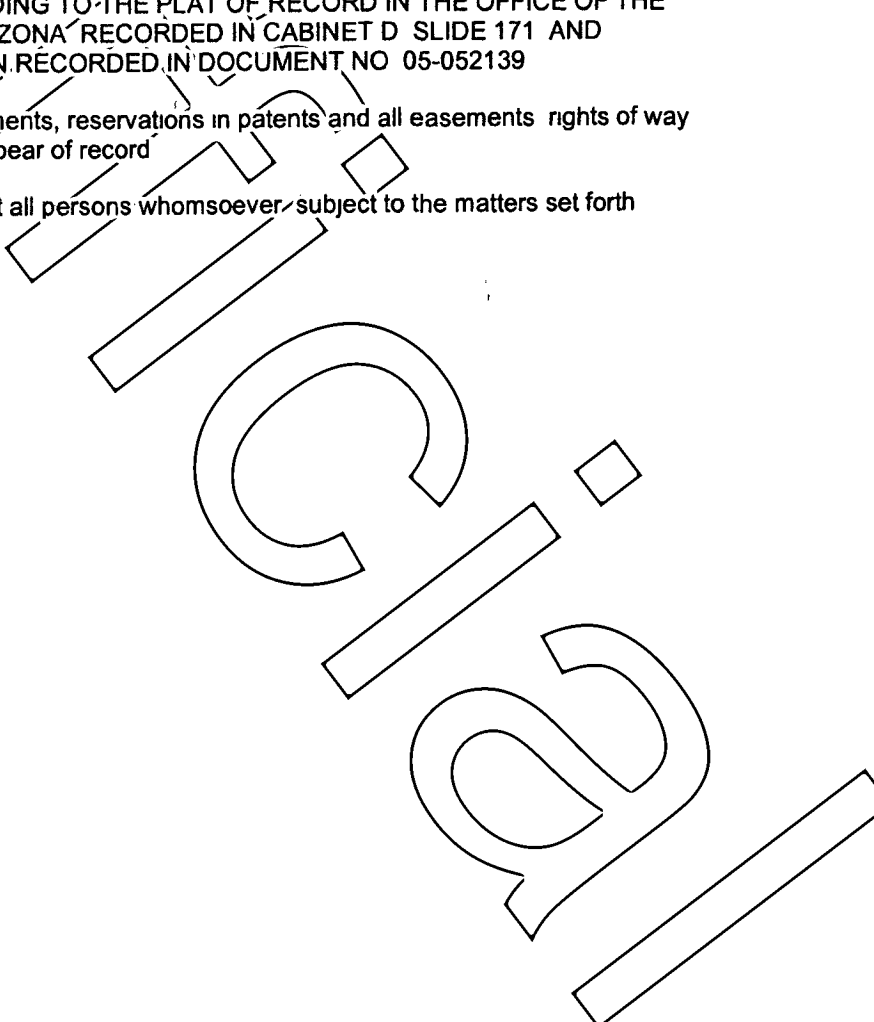 DING TO THE PLAT OF RECORD IN THE OFFICE OF THE
ZONA RECORDED IN CABINET D SLIDE 171 AND
N RECORDED IN DOCUMENT NO 05-052139
ents, reservations in patents and all easements rights of way
pear of record
t all persons whomsoever subject to the matters set forth
icial